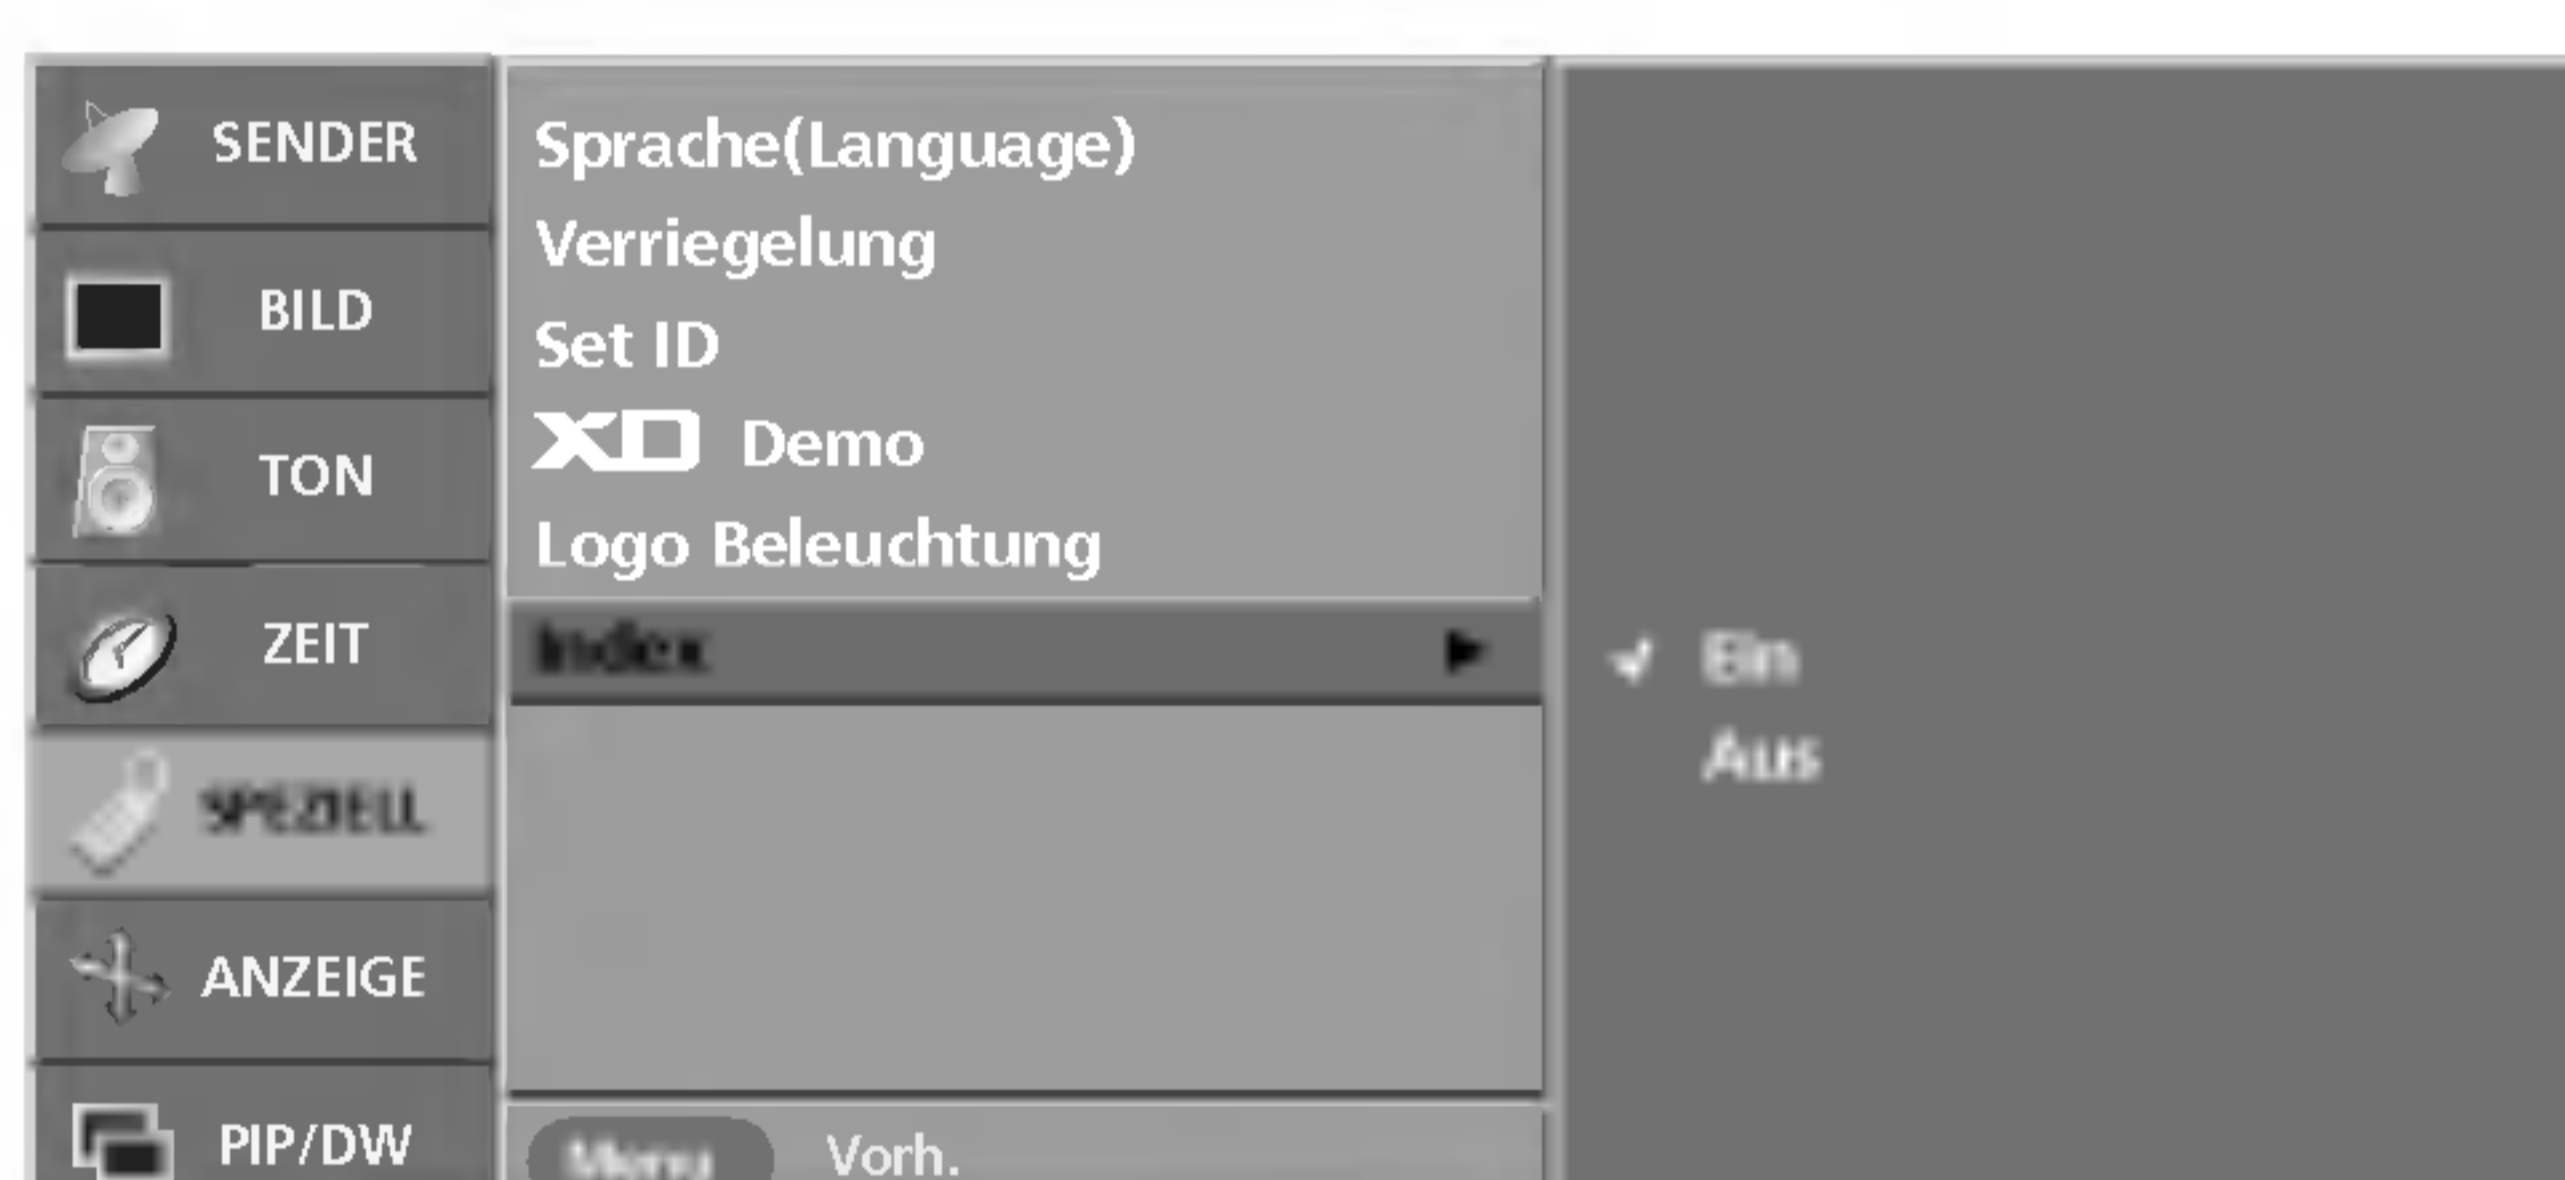 SENDER
BILD
TON
ZEIT
SPEZIELL
ANZEIGE
PIP/DW
Sprache(Language)
Verriegelung
Set ID
XD Demo
Logo Beleuchtung
Index
Menu Vorh.
Ein
Aus